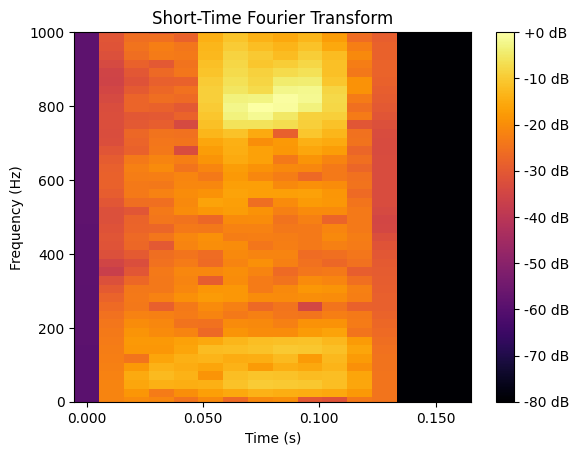 Short-Time Fourier Transform
1000
800
600
400
200
0
Frequency (Hz)
0.000
0.050
0.100
0.150
Time (s)
+0 dB
-10 dB
-20 dB
-30 dB
-40 dB
-50 dB
-60 dB
-70 dB
-80 dB